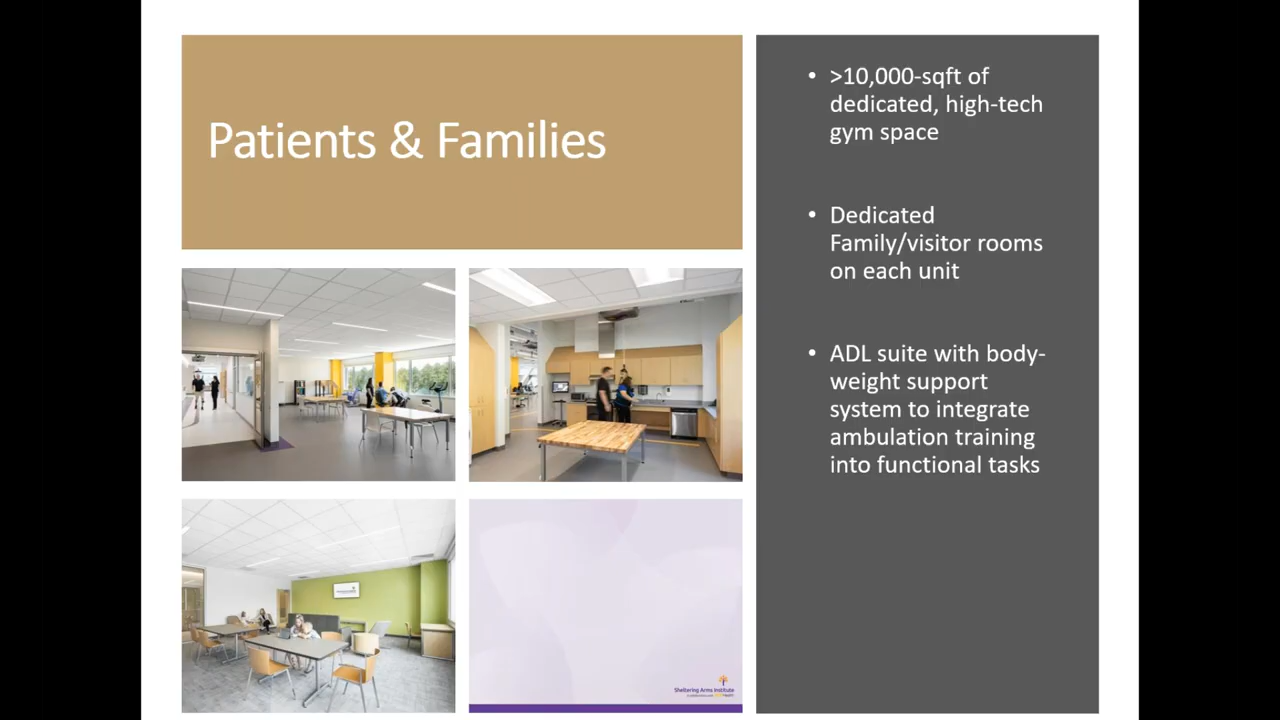 Patients & Families
• >10,000-sqft of
dedicated, high-tech
gym space
• Dedicated
Family/visitor rooms
on each unit
• ADL suite with body-
weight support
system to integrate
ambulation training
into functional tasks
Sheltering Arms Institute